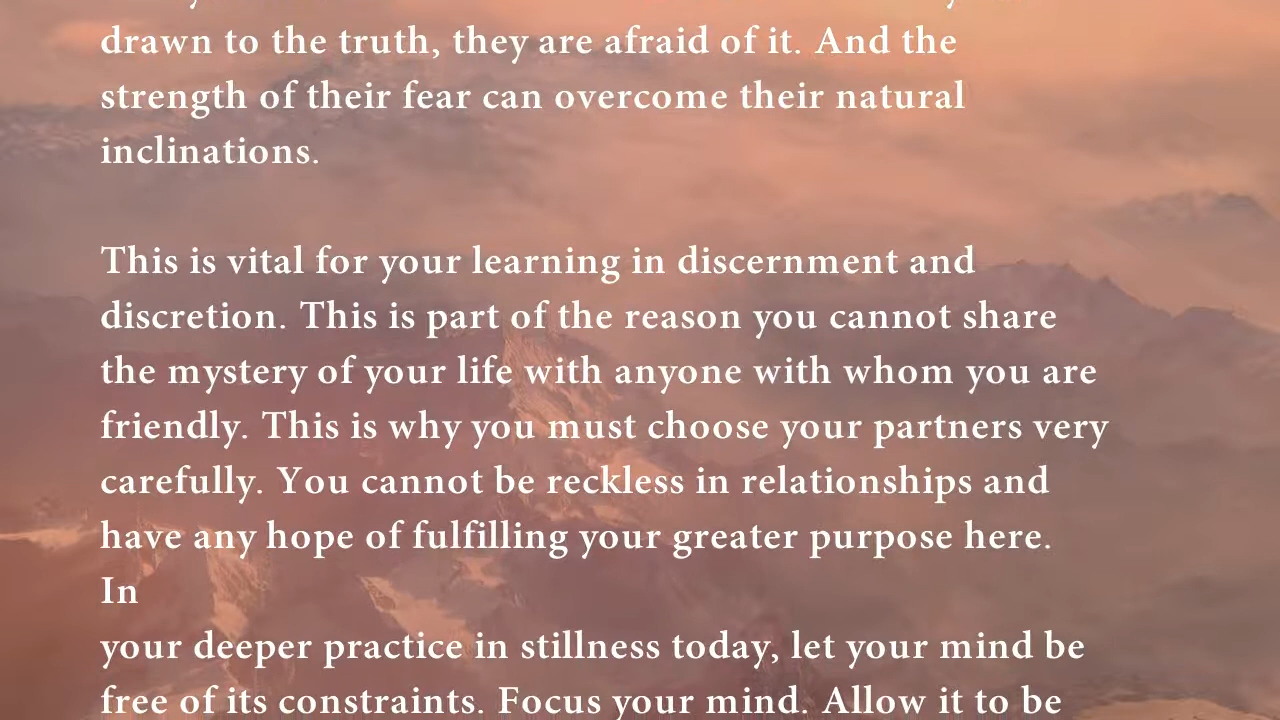 drawn to the truth, they are afraid of it. And the
strength of their fear can overcome their natural
inclinations.
This is vital for your learning in discernment and
discretion. This is part of the reason you cannot share
the mystery of your life with anyone with whom you are
friendly. This is why you must choose your partners very
carefully. You cannot be reckless in relationships and
have any hope of fulfilling your greater purpose here.
In
your deeper practice in stillness today, let your mind be
free of its constraints. Focus your mind. Allow it to be